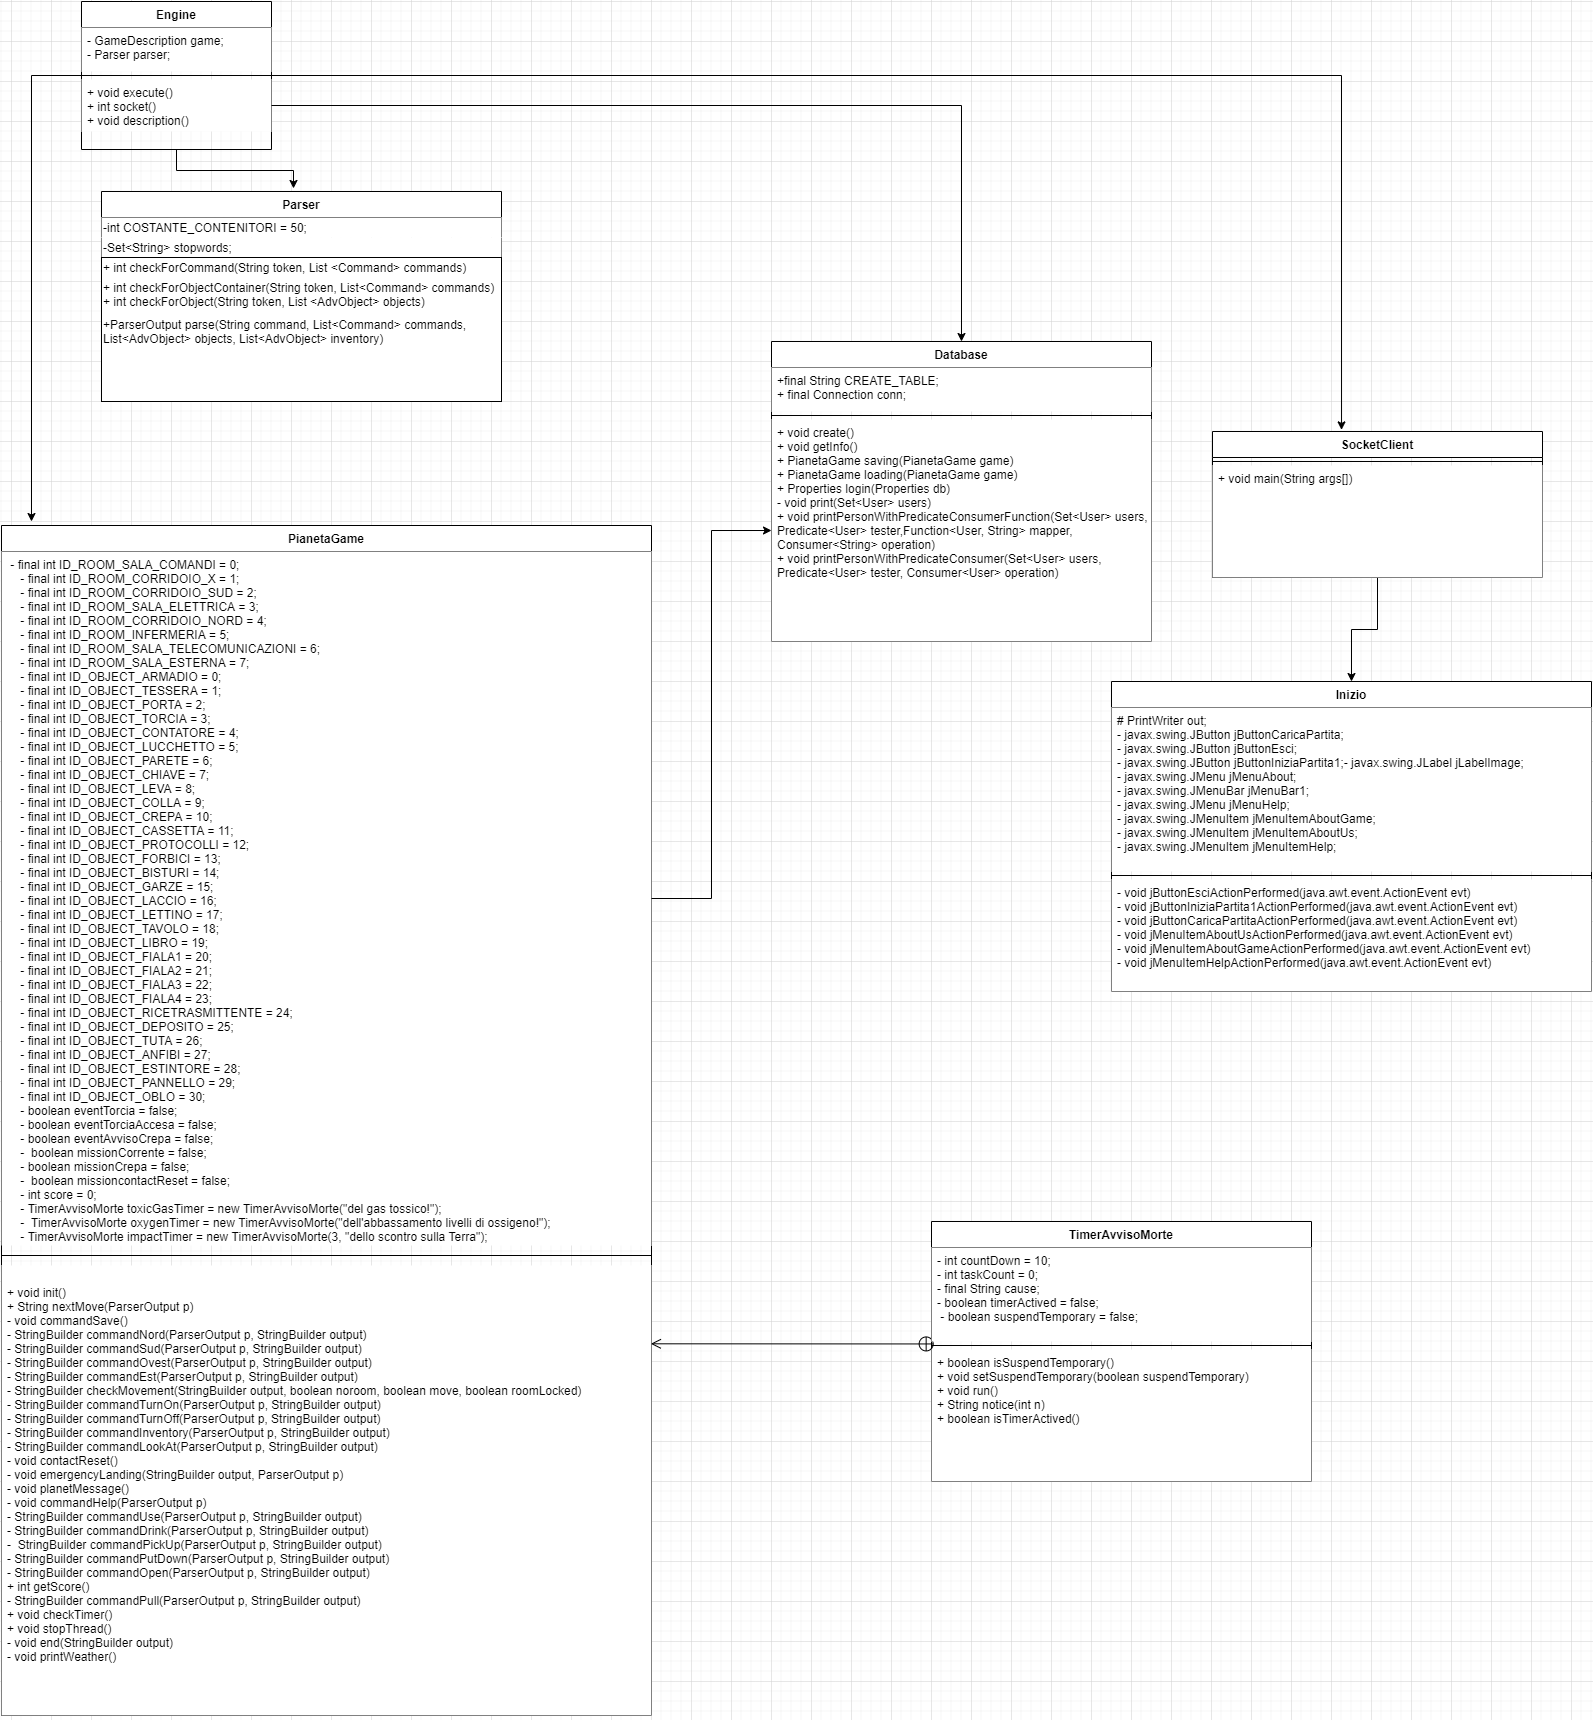 Engine
- GameDescription game;
- Parser parser;
+ void execute()
+ int socket()
+ void description()
Parser
-int COSTANTE_CONTENITORI = 50;
-Set<String> stopwords;
+ int checkForCommand(String token, List <Command> commands)
+ int checkForObjectContainer(String token, List<Command> commands)
+ int checkForObject(String token, List <AdvObject> objects)
+ParserOutput parse(String command, List<Command> commands,
List<AdvObject> objects, List<AdvObject> inventory)
Database
+final String CREATE_TABLE;
+ final Connection conn;
+ void create()
+ void getInfo()
+ PianetaGame saving(PianetaGame game)
+ PianetaGame loading(PianetaGame game)
+ Properties login(Properties db)
- void print(Set<User> users)
+ void printPersonWithPredicateConsumerFunction(Set<User> users,
Predicate<User> tester,Function<User, String> mapper,
Consumer<String> operation)
+ void printPersonWithPredicateConsumer(Set<User> users,
Predicate<User> tester, Consumer<User> operation)
SocketClient
+ void main(String args[])
PianetaGame
- final int ID_ROOM_SALA_COMANDI = 0;
- final int ID_ROOM_CORRIDOIO_X = 1;
- final int ID_ROOM_CORRIDOIO_SUD = 2;
- final int ID_ROOM_SALA_ELETTRICA = 3;
- final int ID_ROOM_CORRIDOIO_NORD = 4;
- final int ID_ROOM_INFERMERIA = 5;
- final int ID_ROOM_SALA_TELECOMUNICAZIONI = 6;
- final int ID_ROOM_SALA_ESTERNA = 7;
- final int ID_OBJECT_ARMADIO = 0;
- final int ID_OBJECT_TESSERA = 1;
- final int ID_OBJECT_PORTA = 2;
- final int ID_OBJECT_TORCIA = 3;
- final int ID_OBJECT_CONTATORE = 4;
- final int ID_OBJECT_LUCCHETTO = 5;
- final int ID_OBJECT_PARETE = 6;
- final int ID_OBJECT_CHIAVE = 7;
- final int ID_OBJECT_LEVA = 8;
- final int ID_OBJECT_COLLA = 9;
- final int ID_OBJECT_CREPA = 10;
- final int ID_OBJECT_CASSETTA = 11;
- final int ID_OBJECT_PROTOCOLLI = 12;
- final int ID_OBJECT_FORBICI = 13;
- final int ID_OBJECT_BISTURI = 14;
- final int ID_OBJECT_GARZE = 15;
- final int ID_OBJECT_LACCIO = 16;
- final int ID_OBJECT_LETTINO = 17;
- final int ID_OBJECT_TAVOLO = 18;
- final int ID_OBJECT_LIBRO = 19;
- final int ID_OBJECT_FIALA1 = 20;
- final int ID_OBJECT_FIALA2 = 21;
- final int ID_OBJECT_FIALA3 = 22;
- final int ID_OBJECT_FIALA4 = 23;
- final int ID_OBJECT_RICETRASMITTENTE = 24;
- final int ID_OBJECT_DEPOSITO = 25;
- final int ID_OBJECT_TUTA = 26;
- final int ID_OBJECT_ANFIBI = 27;
- final int ID_OBJECT_ESTINTORE = 28;
- final int ID_OBJECT_PANNELLO = 29;
- final int ID_OBJECT_OBLO = 30;
- boolean eventTorcia = false;
- boolean eventTorciaAccesa = false;
- boolean eventAvvisoCrepa = false;
- boolean missionCorrente = false;
- boolean missionCrepa = false;
- boolean missioncontactReset = false;
- int score = 0;
- TimerAvvisoMorte toxicGasTimer = new TimerAvvisoMorte("del gas tossico!");
- TimerAvvisoMorte oxygenTimer = new TimerAvvisoMorte("dell'abbassamento livelli di ossigeno!");
- TimerAvvisoMorte impactTimer = new TimerAvvisoMorte(3, "dello scontro sulla Terra");
+ void init()
+ String nextMove(ParserOutput p)
- void commandSave()
- StringBuilder commandNord(ParserOutput p, StringBuilder output)
- StringBuilder commandSud(ParserOutput p, StringBuilder output)
- StringBuilder commandOvest(ParserOutput p, StringBuilder output)
- StringBuilder commandEst(ParserOutput p, StringBuilder output)
- StringBuilder checkMovement(StringBuilder output, boolean noroom, boolean move, boolean roomLocked)
- StringBuilder commandTurnOn(ParserOutput p, StringBuilder output)
- StringBuilder commandTurnOff(ParserOutput p, StringBuilder output)
- StringBuilder commandInventory(ParserOutput p, StringBuilder output)
- StringBuilder commandLookAt(ParserOutput p, StringBuilder output)
- void contactReset()
- void emergencyLanding(StringBuilder output, ParserOutput p)
- void planetMessage()
- void commandHelp(ParserOutput p)
- StringBuilder commandUse(ParserOutput p, StringBuilder output)
- StringBuilder commandDrink(ParserOutput p, StringBuilder output)
- StringBuilder commandPickUp(ParserOutput p, StringBuilder output)
- StringBuilder commandPutDown(ParserOutput p, StringBuilder output)
- StringBuilder commandOpen(ParserOutput p, StringBuilder output)
+ int getScore()
- StringBuilder commandPull(ParserOutput p, StringBuilder output)
+ void checkTimer()
+ void stopThread()
- void end(StringBuilder output)
- void printWeather()
Inizio
# PrintWriter out;
- javax.swing.JButton jButtonCaricaPartita;
- javax.swing.JButton jButtonEsci;
- javax.swing.JButton jButtonIniziaPartita1;- javax.swing.JLabel jLabelImage;
- javax.swing.JMenu jMenuAbout;
- javax.swing.JMenuBar jMenuBar1;
- javax.swing.JMenu jMenuHelp;
- javax.swing.JMenuItem jMenuItemAboutGame;
- javax.swing.JMenuItem jMenuItemAboutUs;
- javax.swing.JMenuItem jMenuItemHelp;
- void jButtonEsciActionPerformed(java.awt.event.ActionEvent evt)
- void jButtonIniziaPartita1ActionPerformed(java.awt.event.ActionEvent evt)
- void jButtonCaricaPartitaActionPerformed(java.awt.event.ActionEvent evt)
- void jMenuItemAboutUsActionPerformed(java.awt.event.ActionEvent evt)
- void jMenuItemAboutGameActionPerformed(java.awt.event.ActionEvent evt)
- void jMenuItemHelpActionPerformed(java.awt.event.ActionEvent evt)
TimerAvvisoMorte
- int countDown = 10;
- int taskCount = 0;
- final String cause;
- boolean timerActived = false;
- boolean suspendTemporary = false;
+ boolean isSuspendTemporary()
+ void setSuspendTemporary(boolean suspendTemporary)
+ void run()
+ String notice(int n)
+ boolean isTimerActived()